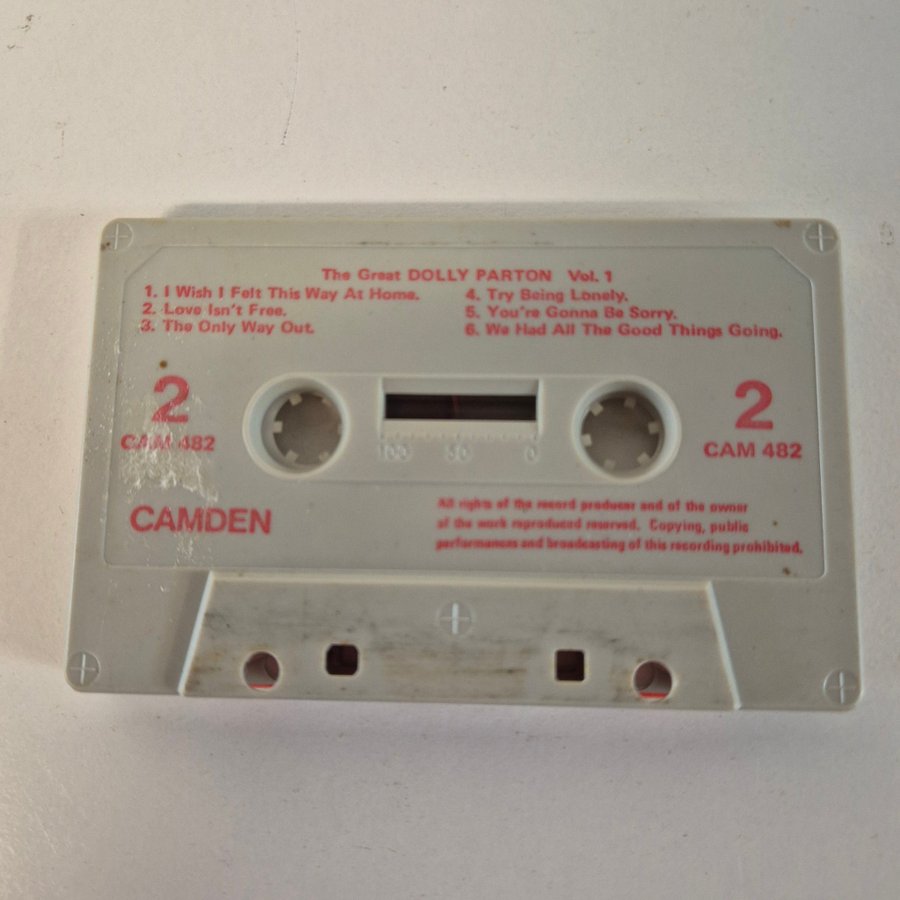 The Great DOLLY PARTON Vol. 1
1. I Wish I Felt This Way At Home.
2. Love Isn't Free.
3. The Only Way Out.
4. Try Being Lonely.
5. You're Gonna Be Sorry.
6. We Had All The Good Things Going.
2
CAM 482
100 50 0
2
CAM 482
CAMDEN
All rights of the record producer and of the owner
of the work reproduced reserved. Copying, public
performances and broadcasting of this recording prohibited.